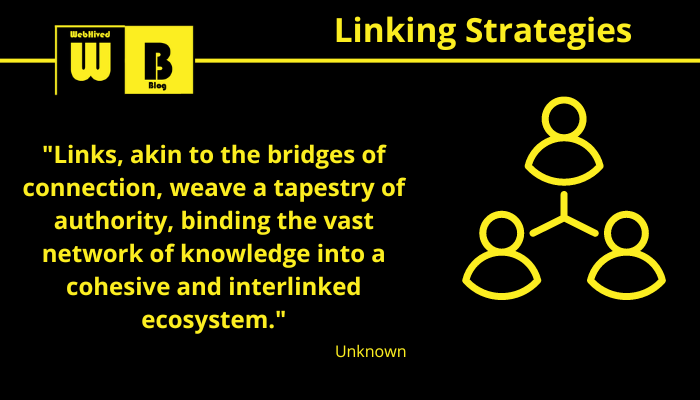 WebHived
W B
Blog
Linking Strategies
"Links, akin to the bridges of
connection, weave a tapestry of
authority, binding the vast
network of knowledge into a
cohesive and interlinked
ecosystem."
Unknown